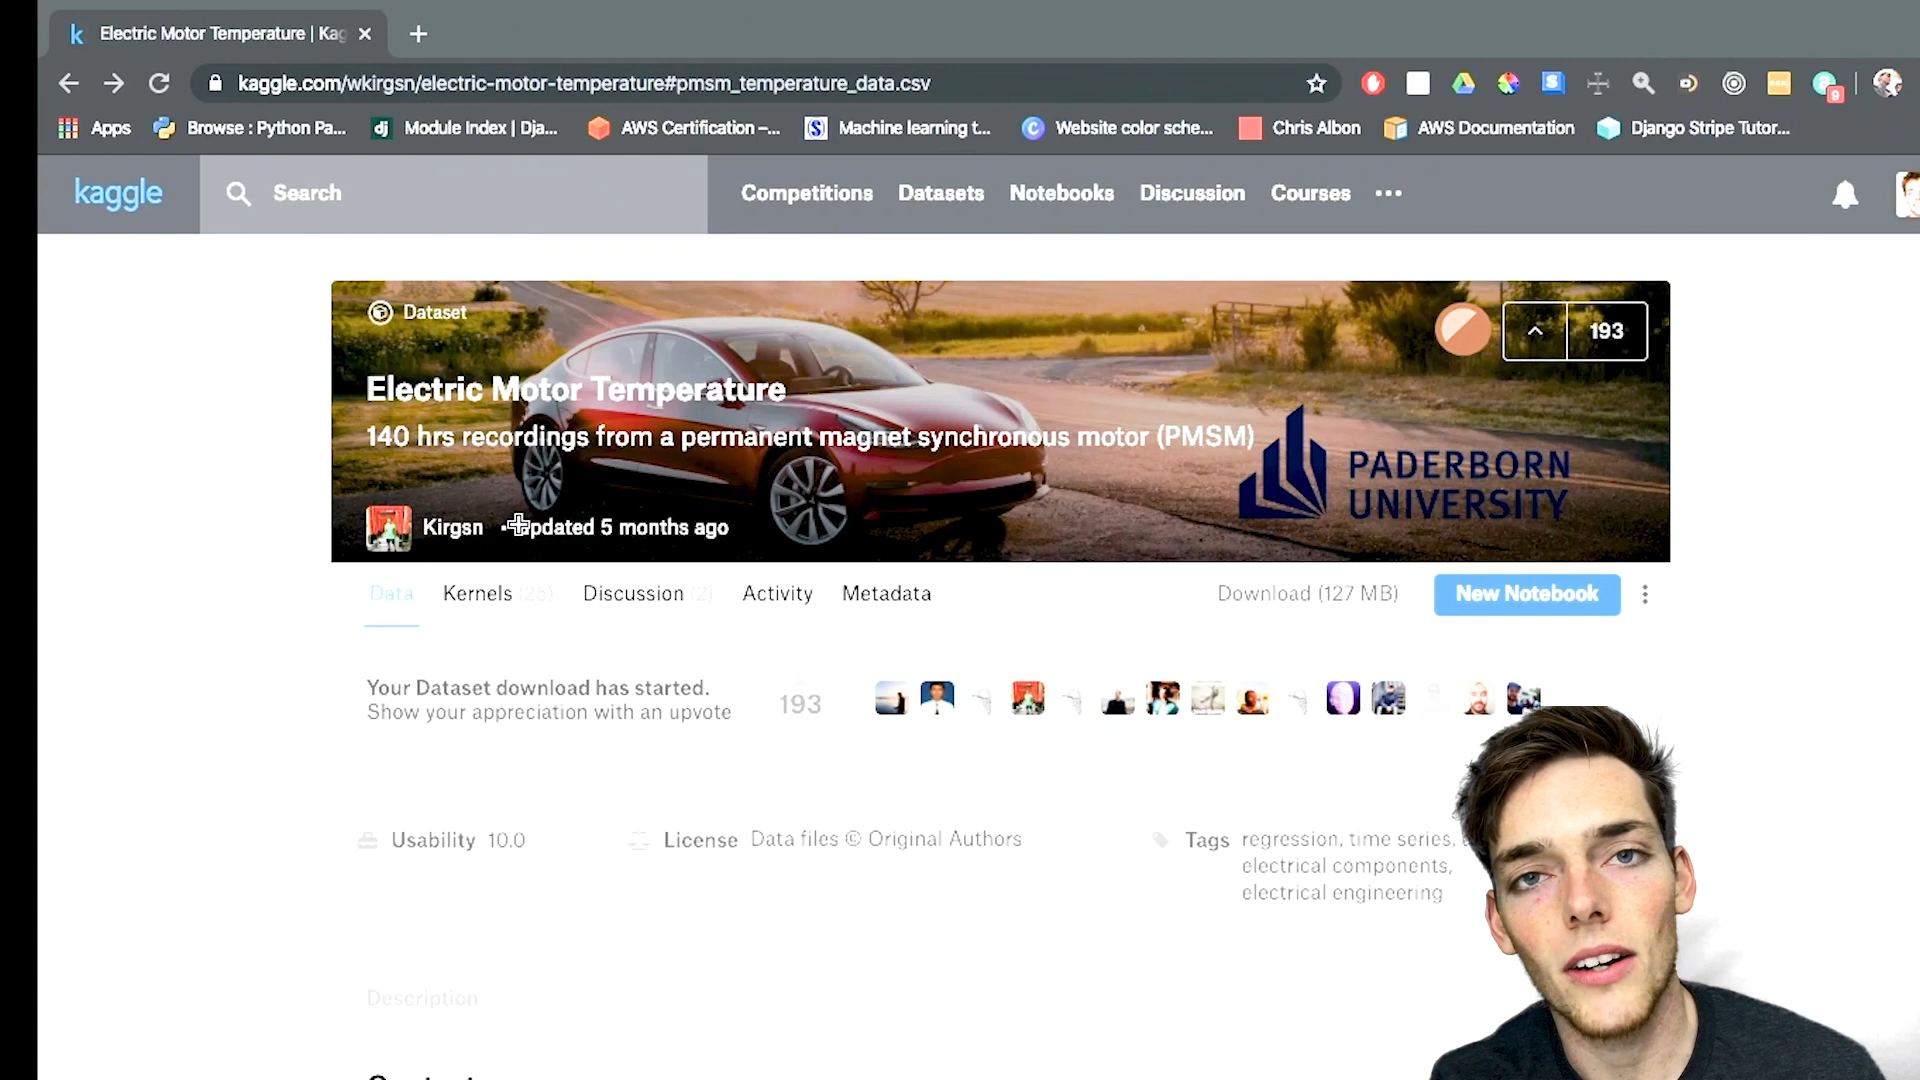 Electric Motor Temperature | Kag
kaggle.com/wkirgsn/electric-motor-temperature#pmsm_temperature_data.csv
9
Apps
Browse : Python Pa...
dj
Module Index | Dja...
AWS Certification –...
S
Machine learning t...
C
Website color sche...
Chris Albon
AWS Documentation
Django Stripe Tutor...
kaggle
Search
Competitions
Datasets
Notebooks
Discussion
Courses
Dataset
193
Electric Motor Temperature
140 hrs recordings from a permanent magnet synchronous motor (PMSM)
PADERBORN
UNIVERSITY
Kirgsn
pdated 5 months ago
Data
Kernels (25)
Discussion (2)
Activity
Metadata
Download (127 MB)
New Notebook
Your Dataset download has started.
Show your appreciation with an upvote
193
Usability 10.0
License Data files © Original Authors
Tags regression, time series,
electrical components,
electrical engineering
Description